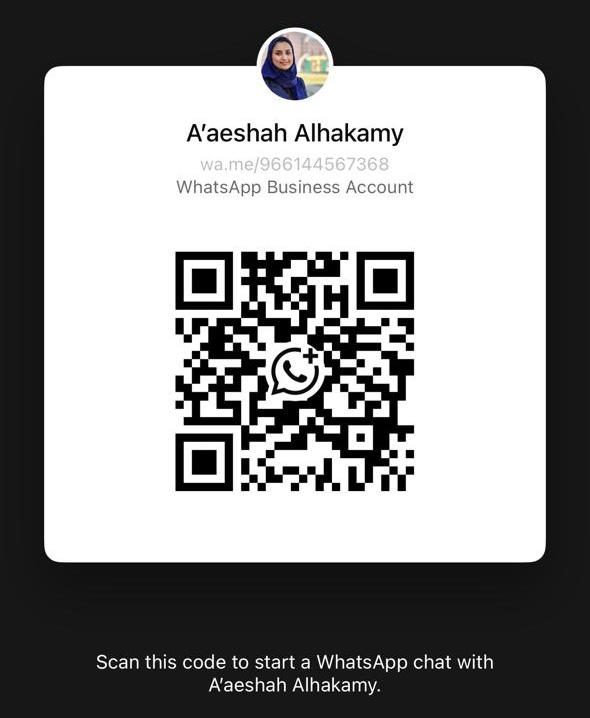 A’aeshah Alhakamy
wa.me/966144567368
WhatsApp Business Account
Scan this code to start a WhatsApp chat with
A’aeshah Alhakamy.